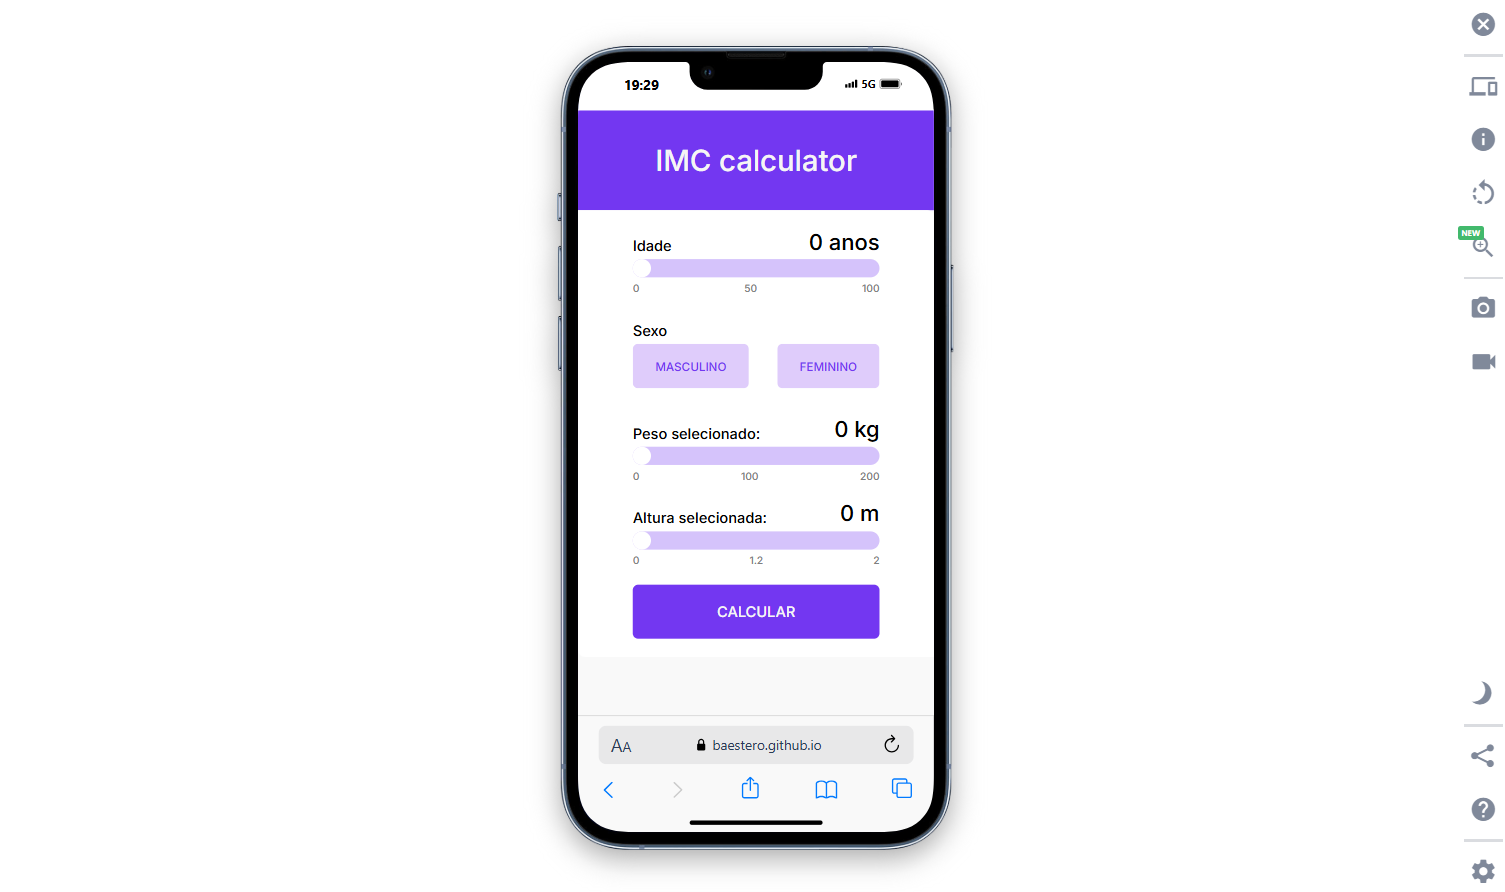 19:29
5G
IMC calculator
Idade
0 anos
0 50 100
Sexo
MASCULINO FEMININO
Peso selecionado:
0 kg
0 100 200
Altura selecionada:
0 m
0 1.2 2
CALCULAR
AA baestero.github.io
NEW